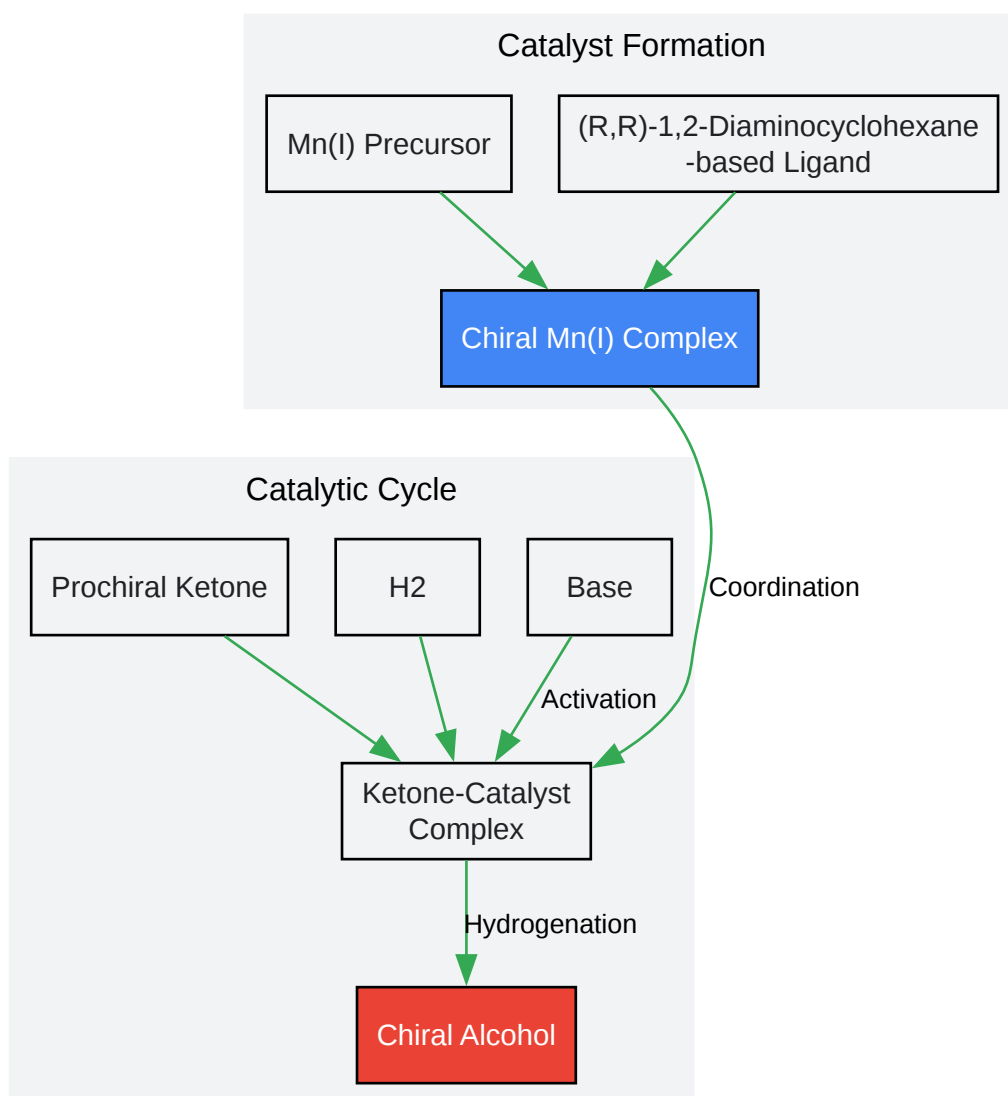 Catalyst Formation
Mn(I) Precursor
(R,R)-1,2-Diaminocyclohexane
-based Ligand
Chiral Mn(I) Complex
Catalytic Cycle
Prochiral Ketone
H2
Base
Coordination
Activation
Ketone-Catalyst
Complex
Hydrogenation
Chiral Alcohol